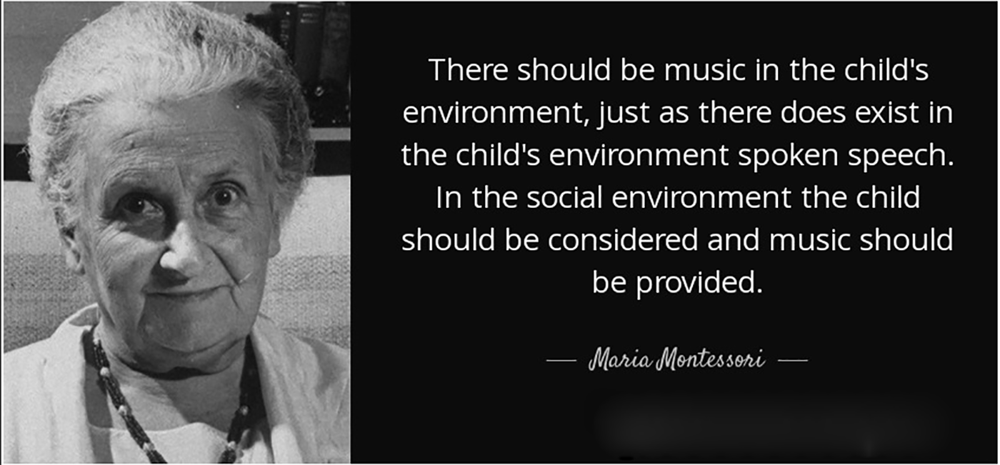 There should be music in the child's
environment, just as there does exist in
the child's environment spoken speech.
In the social environment the child
should be considered and music should
be provided.
Maria Montessori